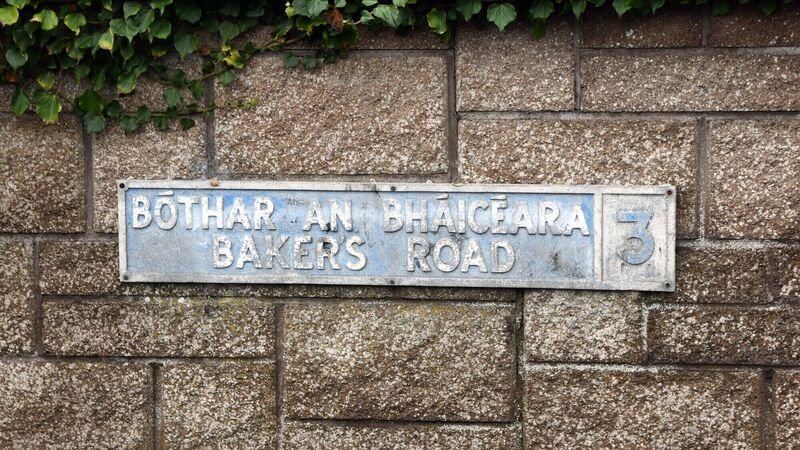 BÓTHAR AN BHÁICÉARA
BAKER'S ROAD
3